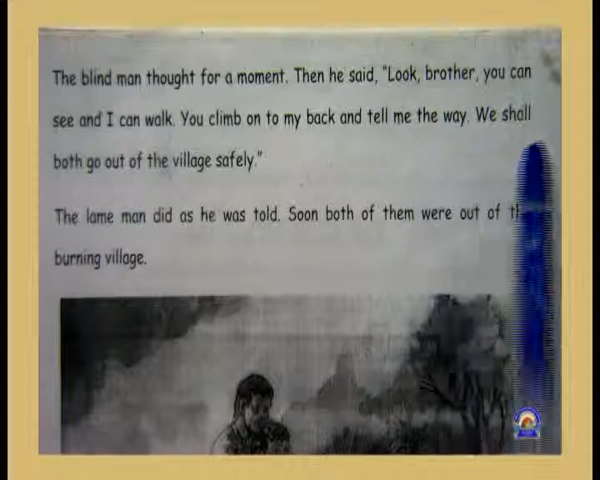 The blind man thought for a moment. Then he said, "Look, brother, you can
see and I can walk. You climb on to my back and tell me the way. We shall
both go out of the village safely."
The lame man did as he was told. Soon both of them were out of
burning village.